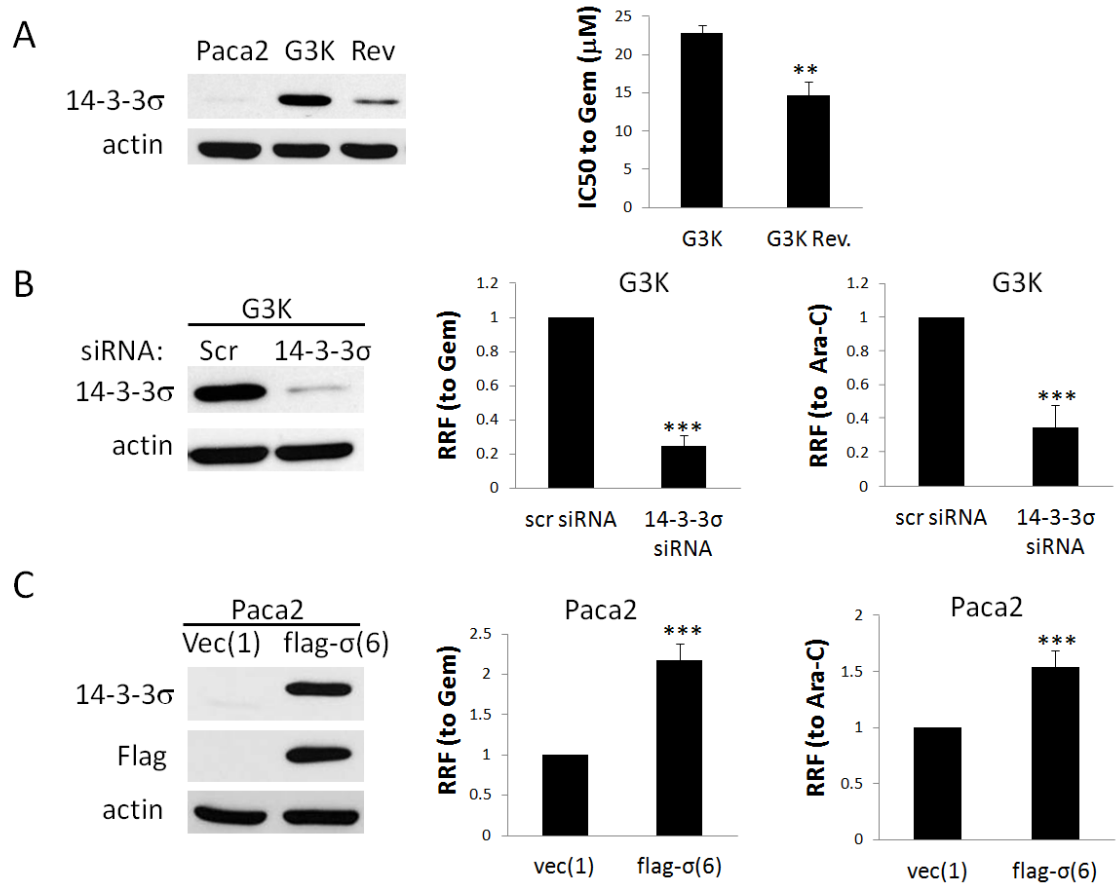 A
Paca2 G3K Rev
14-3-3σ
actin
IC50 to Gem (μM)
25
20
15
10
5
0
**
G3K G3K Rev.
B
G3K
siRNA: Scr 14-3-3σ
14-3-3σ
actin
G3K
RRF (to Gem)
1.2
1
0.8
0.6
0.4
0.2
0
***
scr siRNA 14-3-3σ
siRNA
G3K
RRF (to Ara-C)
1.2
1
0.8
0.6
0.4
0.2
0
***
scr siRNA 14-3-3σ
siRNA
C
Paca2
Vec(1) flag-σ(6)
14-3-3σ
Flag
actin
Paca2
RRF (to Gem)
2.5
2
1.5
1
0.5
0
***
vec(1) flag-σ(6)
Paca2
RRF (to Ara-C)
2
1.5
1
0.5
0
***
vec(1) flag-σ(6)